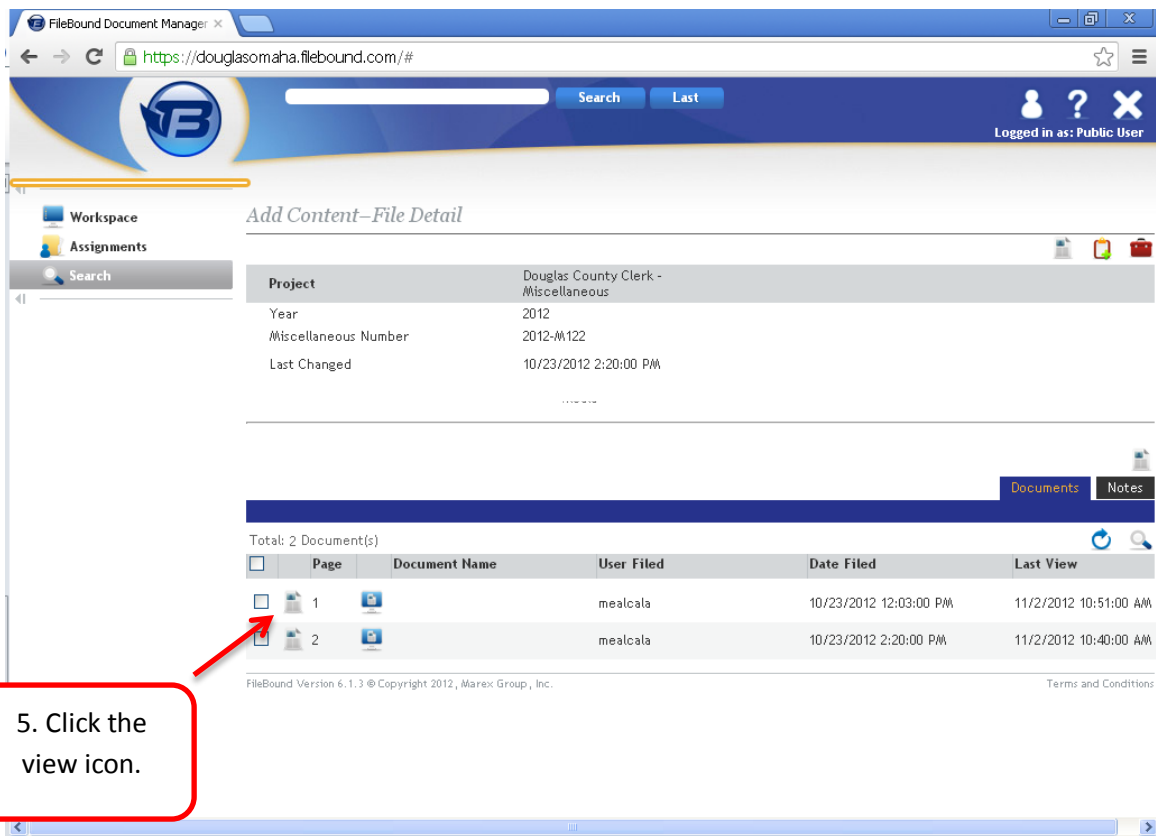 FileBound Document Manager
https://douglasomaha.filebound.com/#
Search Last
Logged in as: Public User
Workspace
Assignments
Search
Add Content–File Detail
Project Douglas County Clerk -
Miscellaneous
Year 2012
Miscellaneous Number 2012-M122
Last Changed 10/23/2012 2:20:00 PM
Documents Notes
Total: 2 Document(s)
Page Document Name User Filed Date Filed Last View
1 mealcala 10/23/2012 12:03:00 PM 11/2/2012 10:51:00 AM
2 mealcala 10/23/2012 2:20:00 PM 11/2/2012 10:40:00 AM
FileBound Version 6.1.3 © Copyright 2012, Marex Group, Inc. Terms and Conditions
5. Click the
view icon.